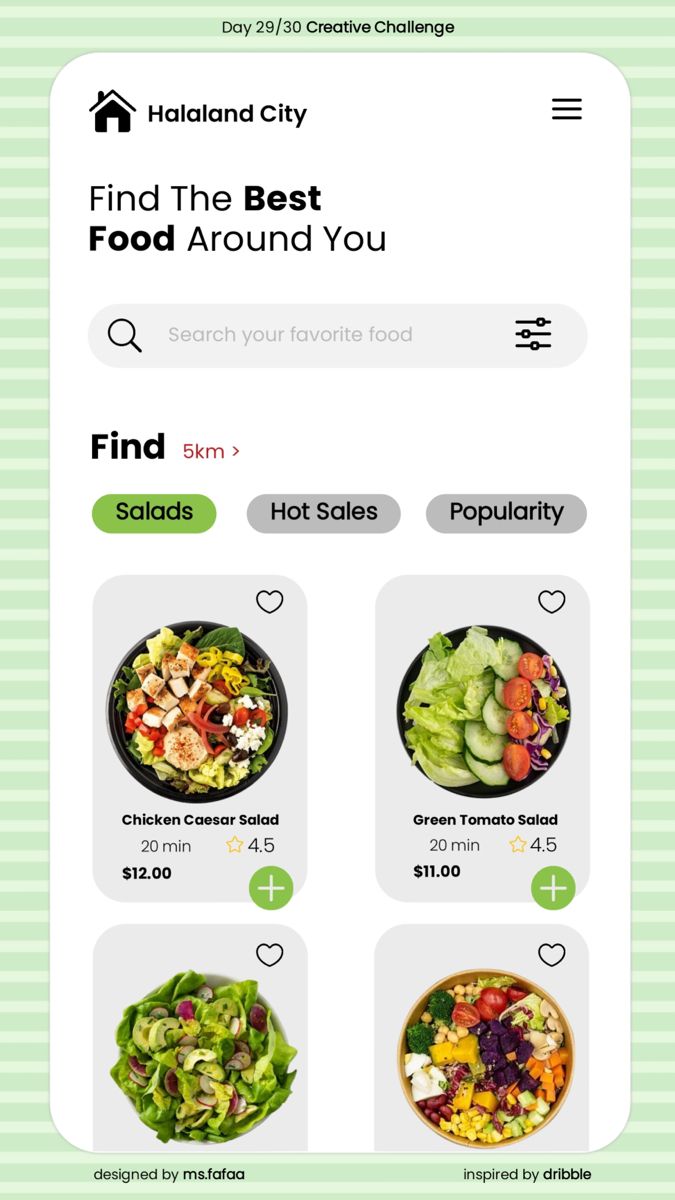 Day 29/30 Creative Challenge
Halaland City
Find The Best
Food Around You
Search your favorite food
Find 5km >
Salads Hot Sales Popularity
Chicken Caesar Salad
20 min 4.5
$12.00
Green Tomato Salad
20 min 4.5
$11.00
designed by ms.fafaa
inspired by dribble